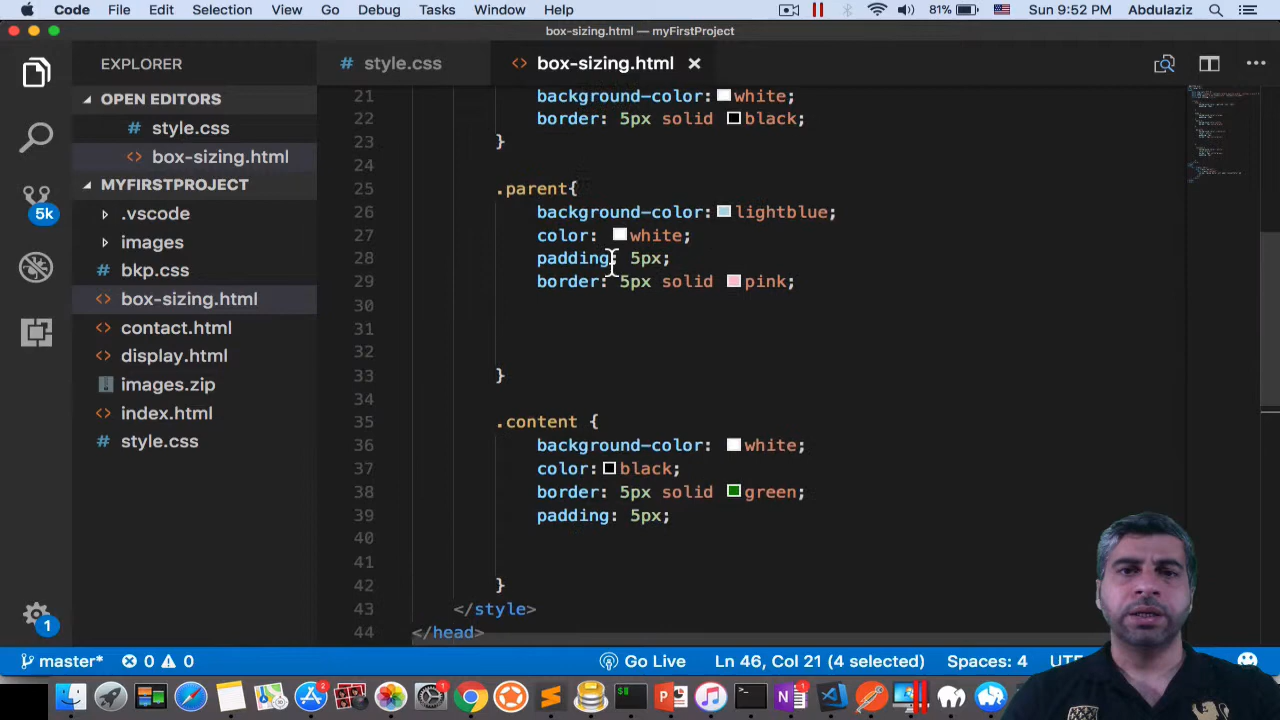 Code File Edit Selection View Go Debug Tasks Window Help 81% Sun 9:52 PM Abdulaziz
box-sizing.html — myFirstProject
EXPLORER
# style.css
<> box-sizing.html ×
OPEN EDITORS
# style.css
<> box-sizing.html
MYFIRSTPROJECT
.vscode
images
# bkp.css
<> box-sizing.html
<> contact.html
<> display.html
images.zip
<> index.html
# style.css
5k
1
21 background-color: white;
22 border: 5px solid black;
23 }
24
25 .parent{
26 background-color: lightblue;
27 color: white;
28 padding: 5px;
29 border: 5px solid pink;
30
31
32
33 }
34
35 .content {
36 background-color: white;
37 color: black;
38 border: 5px solid green;
39 padding: 5px;
40
41
42 }
43 </style>
44 </head>
master* 0 0 Go Live Ln 46, Col 21 (4 selected) Spaces: 4